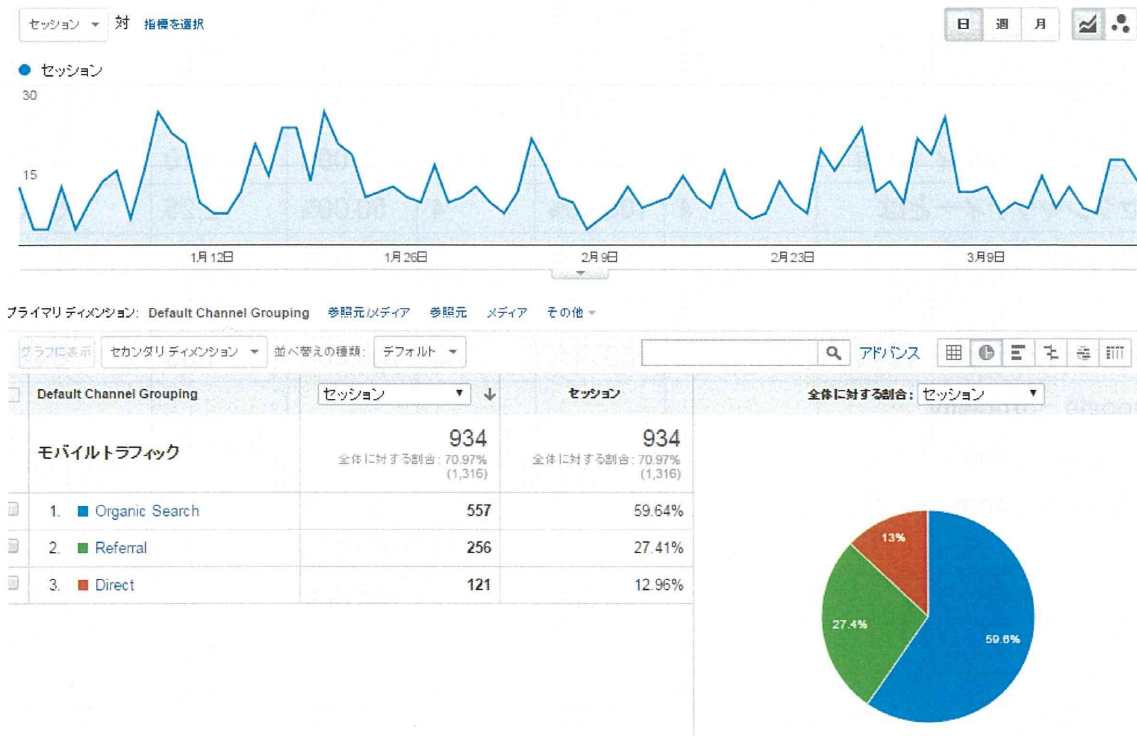 セッション 対 指標を選択 日 週 月
セッション
30
15
1月12日 1月26日 2月9日 2月23日 3月9日
プライマリ ディメンション: Default Channel Grouping 参照元/メディア 参照元 メディア その他
グラフに表示 セカンダリ ディメンション 並べ替えの種類: デフォルト アドバンス
Default Channel Grouping セッション セッション 全体に対する割合: セッション
モバイルトラフィック 934 934
全体に対する割合: 70.97% 全体に対する割合: 70.97%
(1,316) (1,316)
1. Organic Search 557 59.64%
2. Referral 256 27.41%
3. Direct 121 12.96%
13%
27.4%
59.6%